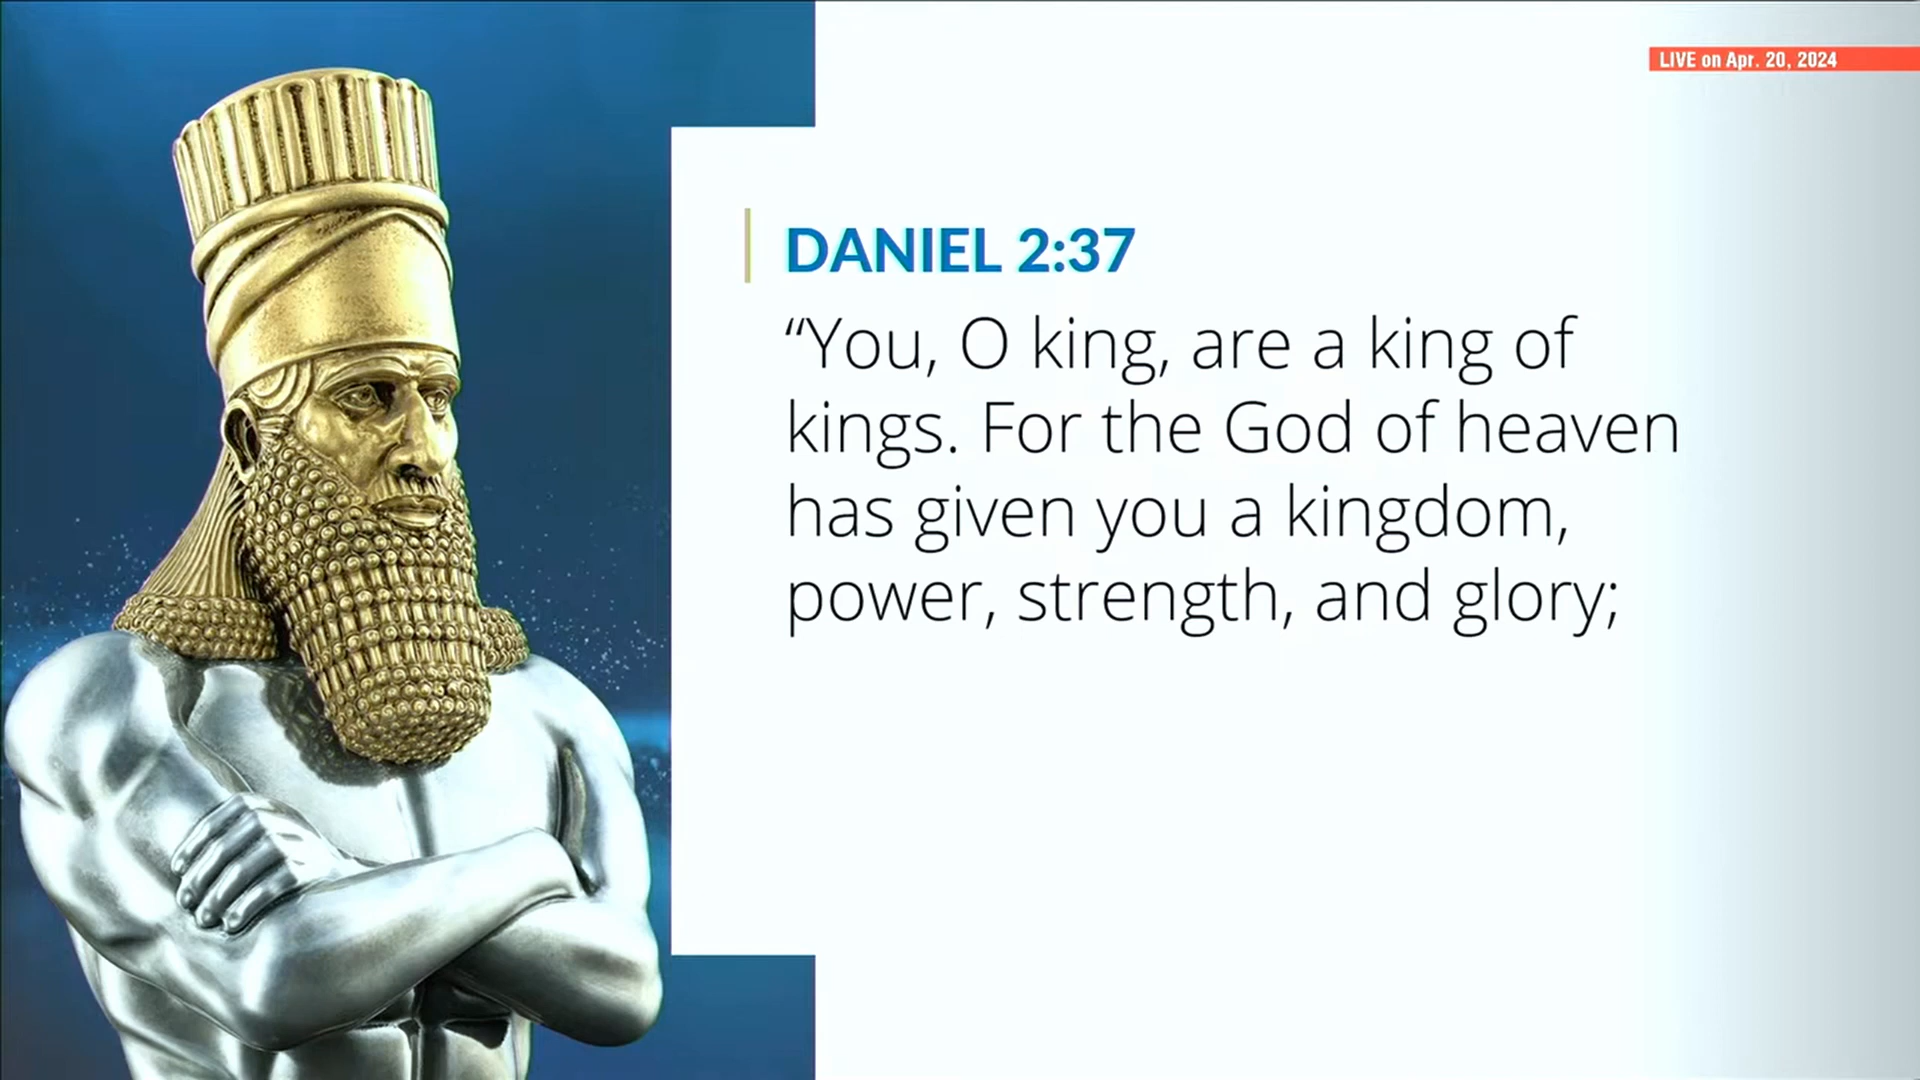 LIVE on Apr. 20, 2024
DANIEL 2:37
“You, O king, are a king of
kings. For the God of heaven
has given you a kingdom,
power, strength, and glory;